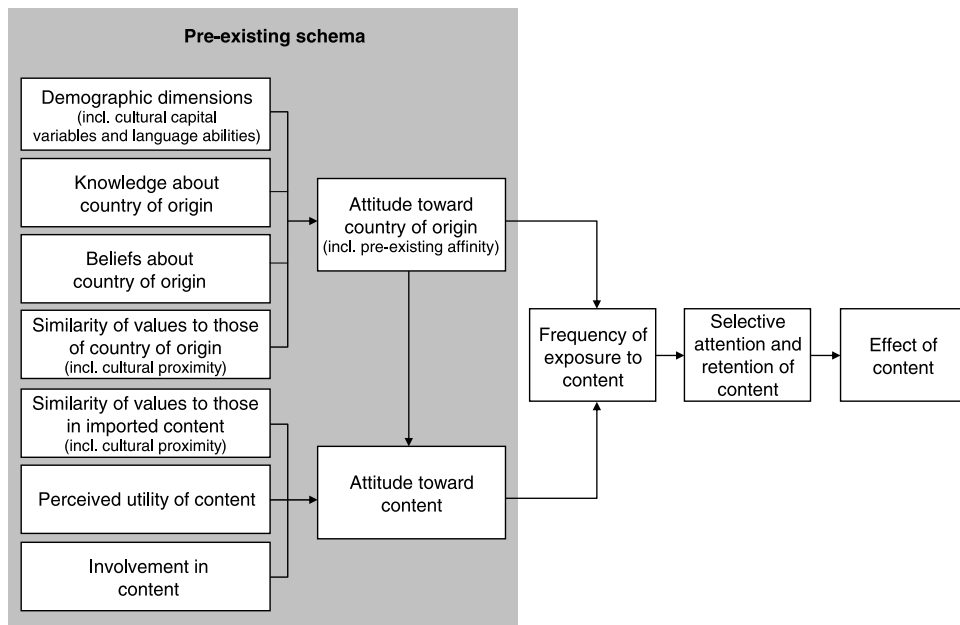 Pre-existing schema
Demographic dimensions
(incl. cultural capital
variables and language abilities)
Knowledge about
country of origin
Beliefs about
country of origin
Similarity of values to those
of country of origin
(incl. cultural proximity)
Similarity of values to those
in imported content
(incl. cultural proximity)
Perceived utility of content
Involvement in
content
Attitude toward
country of origin
(incl. pre-existing affinity)
Attitude toward
content
Frequency of
exposure to
content
Selective
attention and
retention of
content
Effect of
content